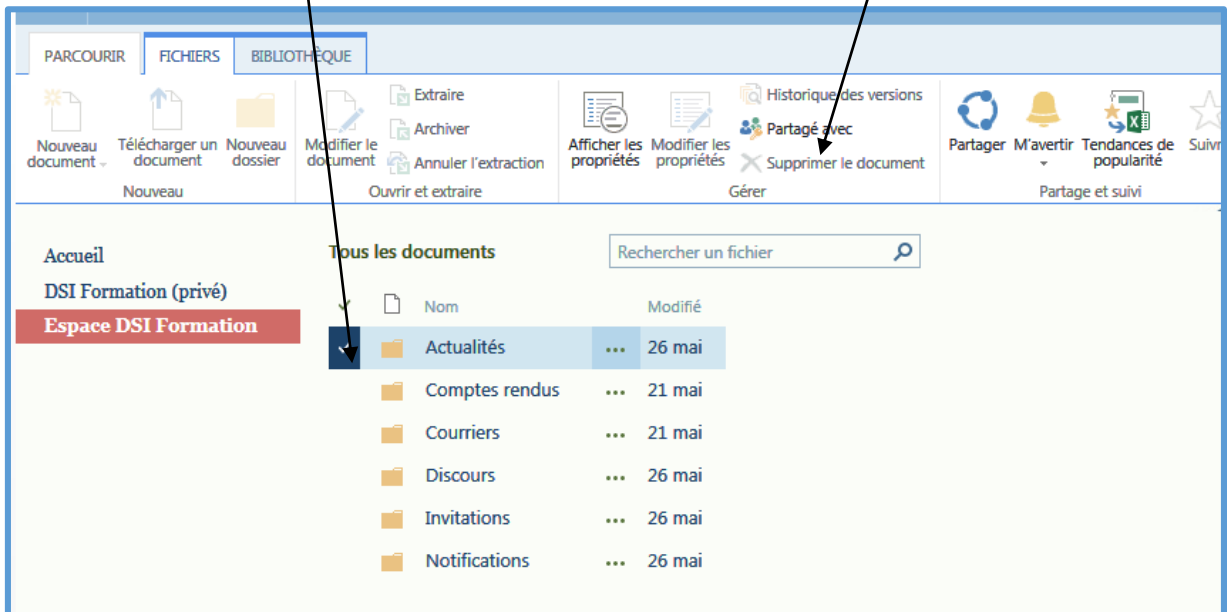 PARCOURIR FICHIERS BIBLIOTHÈQUE
Nouveau document
Télécharger un document
Nouveau dossier
Nouveau
Modifier le document
Extraire
Archiver
Annuler l'extraction
Ouvrir et extraire
Afficher les propriétés
Modifier les propriétés
Historique des versions
Partagé avec
Supprimer le document
Gérer
Partager
M'avertir
Tendances de popularité
Partage et suivi
Accueil
DSI Formation (privé)
Espace DSI Formation
Tous les documents
Rechercher un fichier
Nom Modifié
Actualités ... 26 mai
Comptes rendus ... 21 mai
Courriers ... 21 mai
Discours ... 26 mai
Invitations ... 26 mai
Notifications ... 26 mai